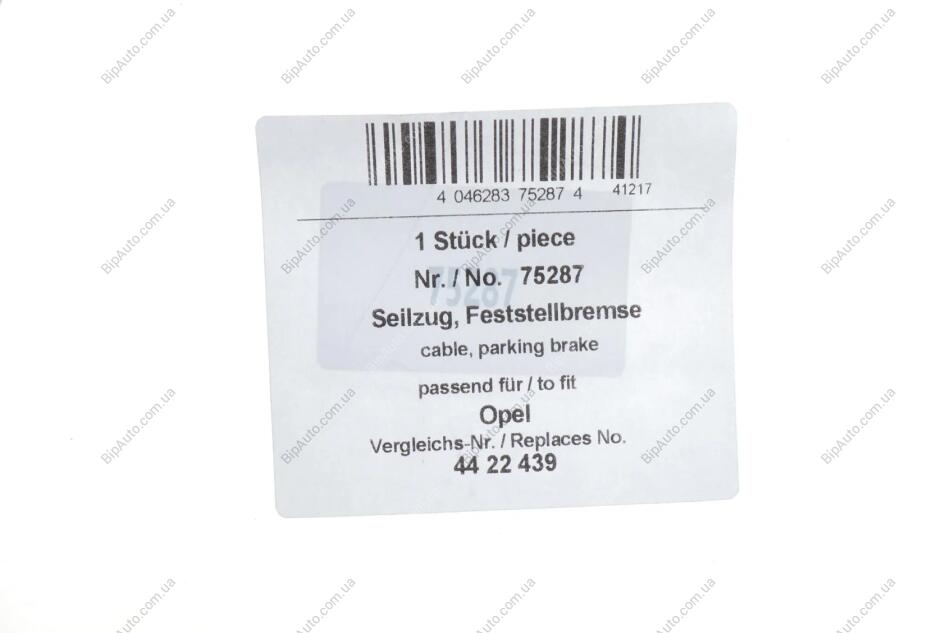 4 046283 75287 4 41217
1 Stück / piece
Nr. / No. 75287
75287
Seilzug, Feststellbremse
cable, parking brake
passend für / to fit
Opel
Vergleichs-Nr. / Replaces No.
44 22 439
BipAuto.com.ua